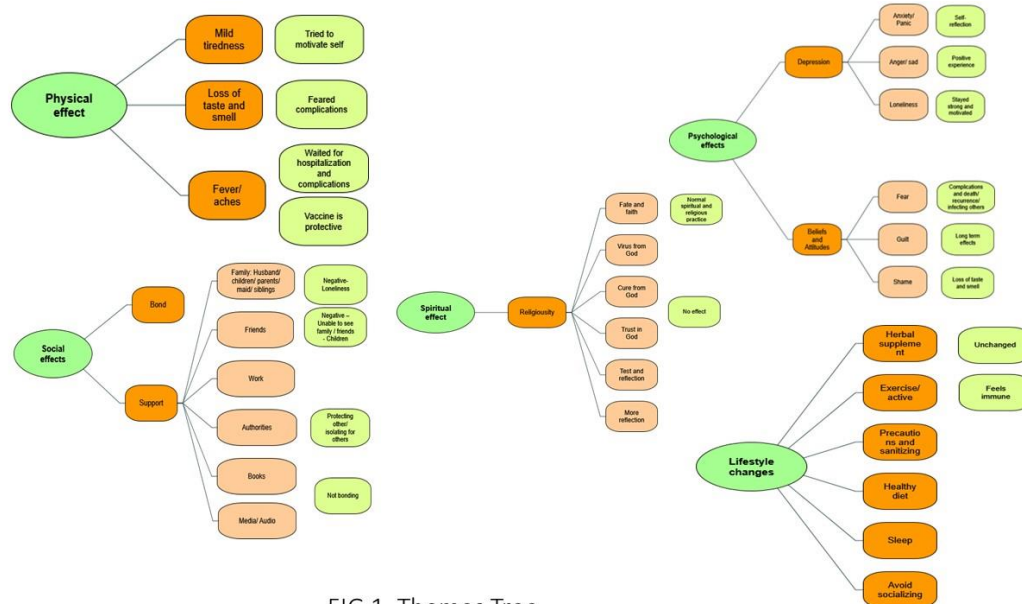 Physical
effect
Mild
tiredness
Tried to
motivate self
Loss of
taste and
smell
Feared
complications
Fever/
aches
Waited for
hospitalization
and
complications
Vaccine is
protective
Social
effects
Bond
Support
Family: Husband/
children/ parents/
maid/ siblings
Negative-
Loneliness
Friends
Negative –
Unable to see
family / friends
- Children
Work
Authorities
Protecting
other/
isolating for
others
Books
Not bonding
Media/ Audio
Spiritual
effect
Religiousity
Fate and
faith
Normal
spiritual and
religious
practice
Virus from
God
Cure from
God
No effect
Trust in
God
Test and
reflection
More
reflection
Psychological
effects
Depression
Anxiety/
Panic
Self-
reflection
Anger/ sad
Positive
experience
Loneliness
Stayed
strong and
motivated
Beliefs
and
Attitudes
Fear
Complications
and death/
recurrence/
infecting others
Guilt
Long term
effects
Shame
Loss of taste
and smell
Lifestyle
changes
Herbal
suppleme
nt
Unchanged
Exercise/
active
Feels
immune
Precautio
ns and
sanitizing
Healthy
diet
Sleep
Avoid
socializing
FIG 1. Themes Tree